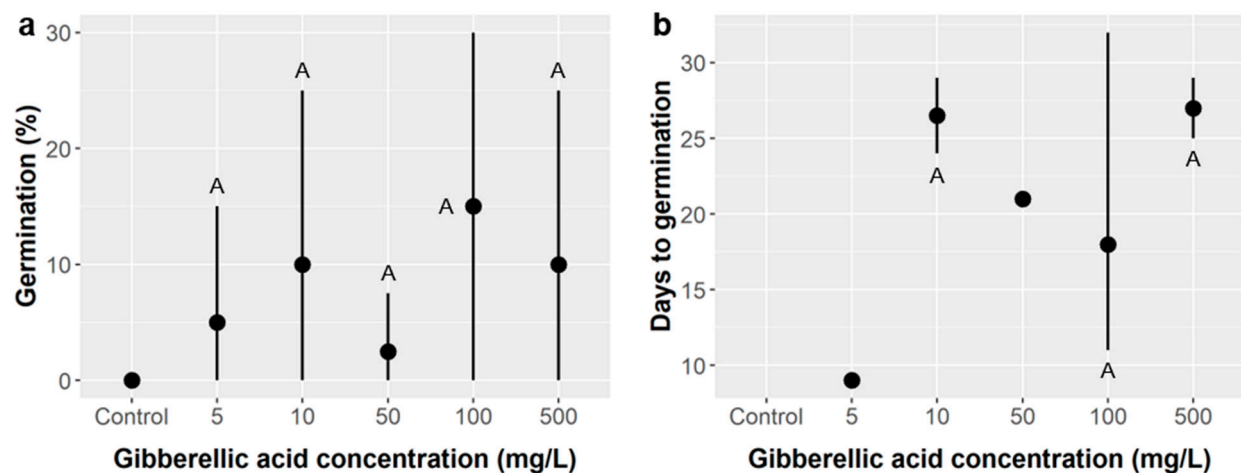 a
Germination (%)
30
20
10
0
A
A
A
A
A
Control 5 10 50 100 500
Gibberellic acid concentration (mg/L)
b
Days to germination
30
25
20
15
10
A
A
A
Control 5 10 50 100 500
Gibberellic acid concentration (mg/L)